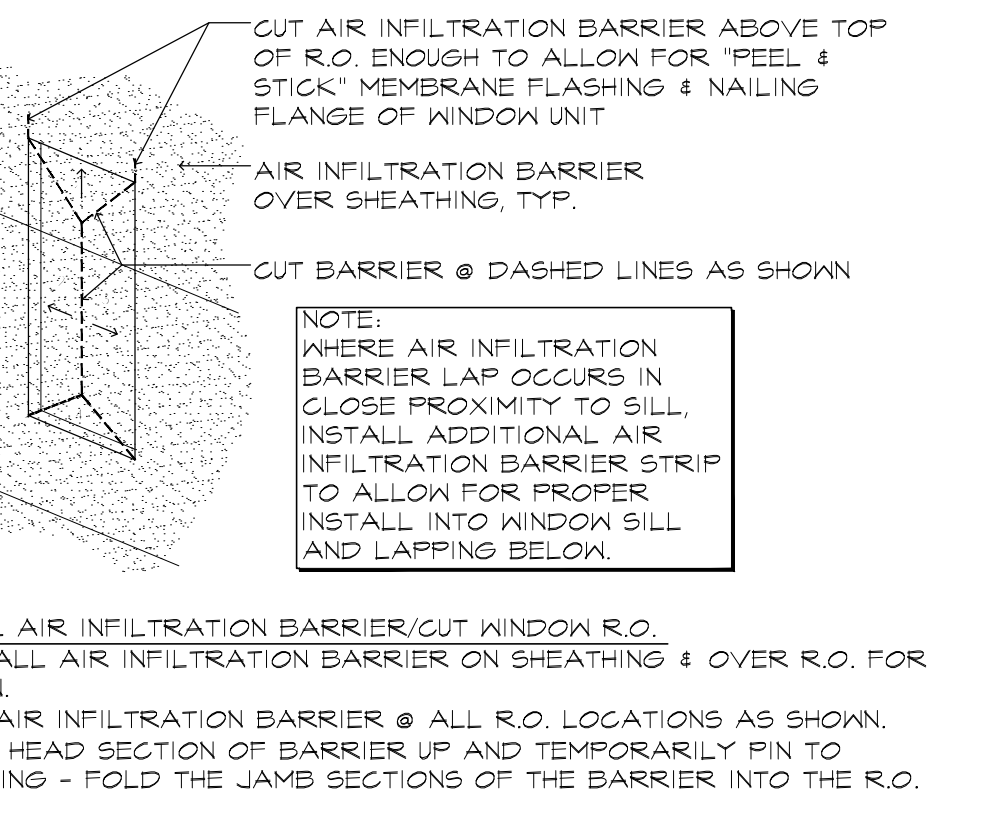 CUT AIR INFILTRATION BARRIER ABOVE TOP
OF R.O. ENOUGH TO ALLOW FOR "PEEL &
STICK" MEMBRANE FLASHING & NAILING
FLANGE OF WINDOW UNIT
AIR INFILTRATION BARRIER
OVER SHEATHING, TYP.
CUT BARRIER @ DASHED LINES AS SHOWN
NOTE:
WHERE AIR INFILTRATION
BARRIER LAP OCCURS IN
CLOSE PROXIMITY TO SILL,
INSTALL ADDITIONAL AIR
INFILTRATION BARRIER STRIP
TO ALLOW FOR PROPER
INSTALL INTO WINDOW SILL
AND LAPPING BELOW.
AIR INFILTRATION BARRIER/CUT WINDOW R.O.
ALL AIR INFILTRATION BARRIER ON SHEATHING & OVER R.O. FOR
AIR INFILTRATION BARRIER @ ALL R.O. LOCATIONS AS SHOWN.
HEAD SECTION OF BARRIER UP AND TEMPORARILY PIN TO
ING - FOLD THE JAMB SECTIONS OF THE BARRIER INTO THE R.O.